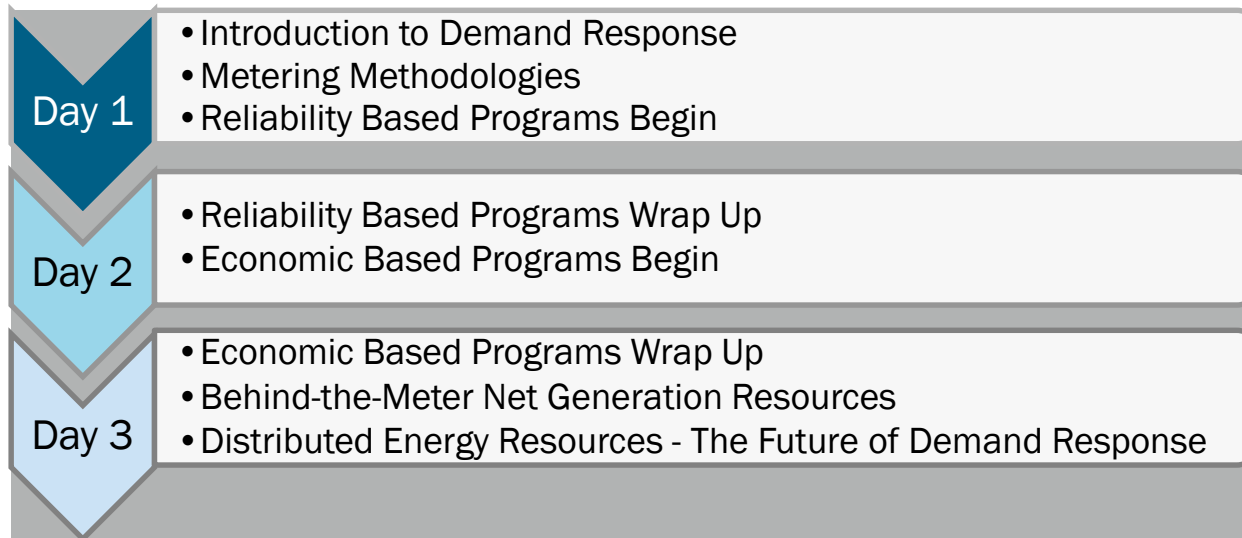 Day 1
• Introduction to Demand Response
• Metering Methodologies
• Reliability Based Programs Begin
Day 2
• Reliability Based Programs Wrap Up
• Economic Based Programs Begin
Day 3
• Economic Based Programs Wrap Up
• Behind-the-Meter Net Generation Resources
• Distributed Energy Resources - The Future of Demand Response